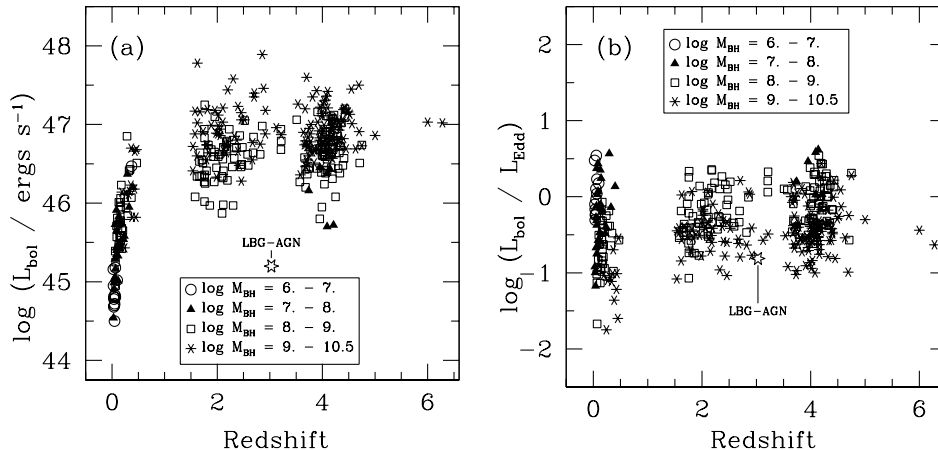 (a)
48
47
46
45
44
log (L_bol / ergs s⁻¹)
LBG-AGN
log M_BH = 6. - 7.
log M_BH = 7. - 8.
log M_BH = 8. - 9.
log M_BH = 9. - 10.5
0
2
4
6
Redshift
(b)
2
1
0
-1
-2
log (L_bol / L_Edd)
log M_BH = 6. - 7.
log M_BH = 7. - 8.
log M_BH = 8. - 9.
log M_BH = 9. - 10.5
LBG-AGN
0
2
4
6
Redshift